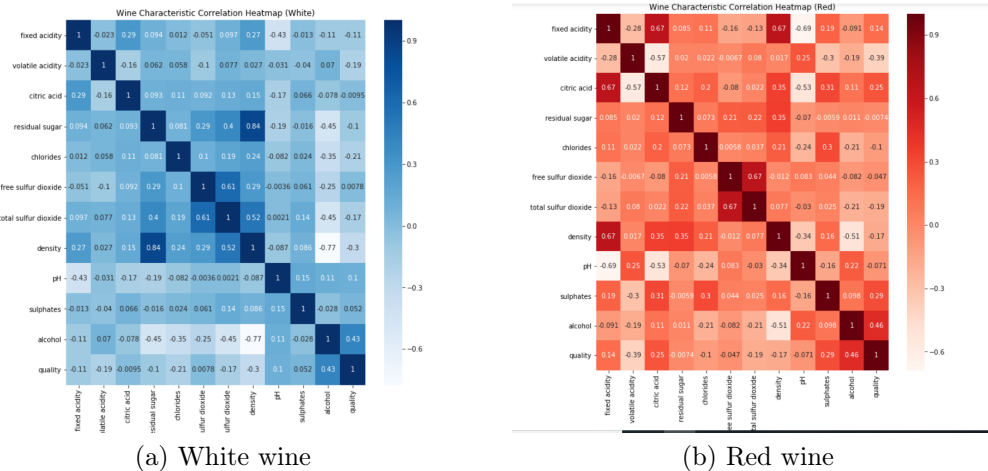 Wine Characteristic Correlation Heatmap (White)
fixed acidity 1 -0.023 0.29 0.094 0.012 -0.051 0.097 0.27 -0.43 -0.013 -0.11 -0.11
volatile acidity -0.023 1 -0.16 0.062 0.058 -0.1 0.077 0.027 -0.031 -0.04 0.07 -0.19
citric acid 0.29 -0.16 1 0.093 0.11 0.092 0.13 0.15 -0.17 0.066 -0.078 -0.0095
residual sugar 0.094 0.062 0.093 1 0.081 0.29 0.4 0.84 -0.19 -0.016 -0.45 -0.1
chlorides 0.012 0.058 0.11 0.081 1 0.1 0.19 0.24 -0.082 0.024 -0.35 -0.21
free sulfur dioxide -0.051 -0.1 0.092 0.29 0.1 1 0.61 0.29 -0.0036 0.061 -0.25 0.0078
total sulfur dioxide 0.097 0.077 0.13 0.4 0.19 0.61 1 0.52 0.0021 0.14 -0.45 -0.17
density 0.27 0.027 0.15 0.84 0.24 0.29 0.52 1 -0.087 0.086 -0.77 -0.3
pH -0.43 -0.031 -0.17 -0.19 -0.082 -0.0036 0.0021 -0.087 1 0.15 0.11 0.1
sulphates -0.013 -0.04 0.066 -0.016 0.024 0.061 0.14 0.086 0.15 1 -0.028 0.052
alcohol -0.11 0.07 -0.078 -0.45 -0.35 -0.25 -0.45 -0.77 0.11 -0.028 1 0.43
quality -0.11 -0.19 -0.0095 -0.1 -0.21 0.0078 -0.17 -0.3 0.1 0.052 0.43 1
fixed acidity
latile acidity
citric acid
sidual sugar
chlorides
ulfur dioxide
ulfur dioxide
density
pH
sulphates
alcohol
quality
0.9
0.6
0.3
0.0
-0.3
-0.6
(a) White wine
Wine Characteristic Correlation Heatmap (Red)
fixed acidity 1 -0.28 0.67 0.085 0.11 -0.16 -0.13 0.67 -0.69 0.19 -0.091 0.14
volatile acidity -0.28 1 -0.57 0.02 0.022 -0.0067 0.08 0.017 0.25 -0.3 -0.19 -0.39
citric acid 0.67 -0.57 1 0.12 0.2 -0.08 0.022 0.35 -0.53 0.31 0.11 0.25
residual sugar 0.085 0.02 0.12 1 0.073 0.21 0.22 0.35 -0.07 -0.0059 0.011 -0.0074
chlorides 0.11 0.022 0.2 0.073 1 0.0058 0.037 0.21 -0.24 0.3 -0.21 -0.1
free sulfur dioxide -0.16 -0.0067 -0.08 0.21 0.0058 1 0.67 -0.012 0.083 0.044 -0.082 -0.047
total sulfur dioxide -0.13 0.08 0.022 0.22 0.037 0.67 1 0.077 -0.03 0.025 -0.21 -0.19
density 0.67 0.017 0.35 0.35 0.21 -0.012 0.077 1 -0.34 0.16 -0.51 -0.17
pH -0.69 0.25 -0.53 -0.07 -0.24 0.083 -0.03 -0.34 1 -0.16 0.22 -0.071
sulphates 0.19 -0.3 0.31 -0.0059 0.3 0.044 0.025 0.16 -0.16 1 0.098 0.29
alcohol -0.091 -0.19 0.11 0.011 -0.21 -0.082 -0.21 -0.51 0.22 0.098 1 0.46
quality 0.14 -0.39 0.25 -0.0074 -0.1 -0.047 -0.19 -0.17 -0.071 0.29 0.46 1
fixed acidity
volatile acidity
citric acid
residual sugar
chlorides
ee sulfur dioxide
tal sulfur dioxide
density
pH
sulphates
alcohol
quality
0.9
0.6
0.3
0.0
-0.3
-0.6
(b) Red wine